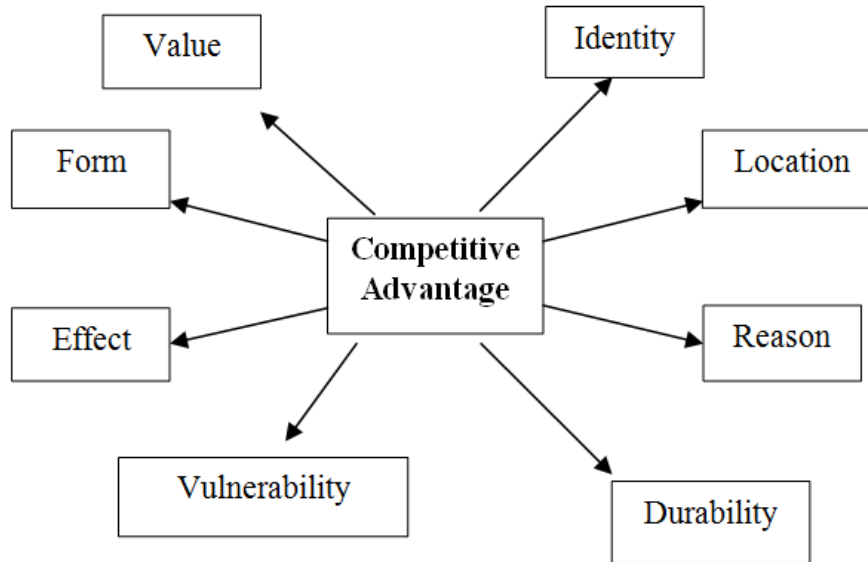 Value
Identity
Form
Location
Competitive
Advantage
Effect
Reason
Vulnerability
Durability